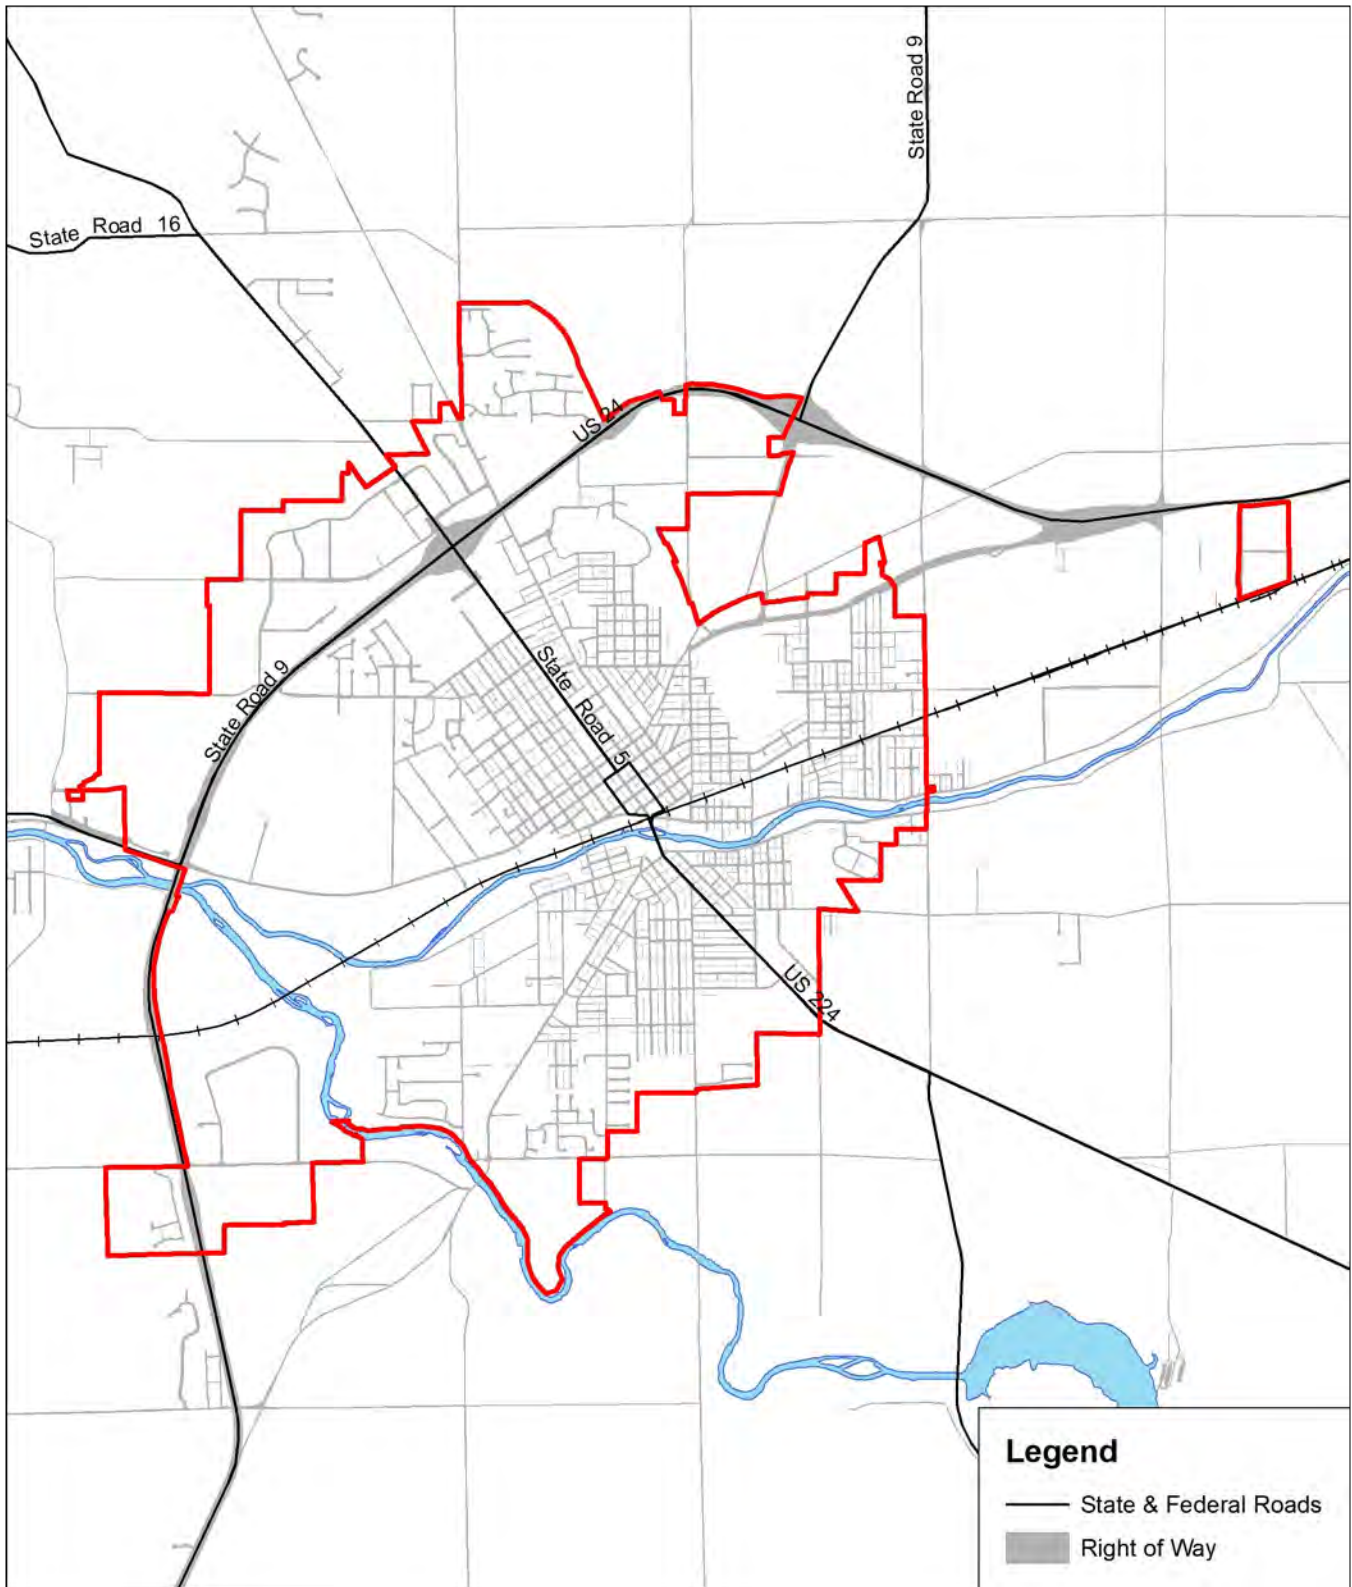 State Road 9
State Road 16
US 24
State Road 9
State Road 5
US 224
Legend
State & Federal Roads
Right of Way